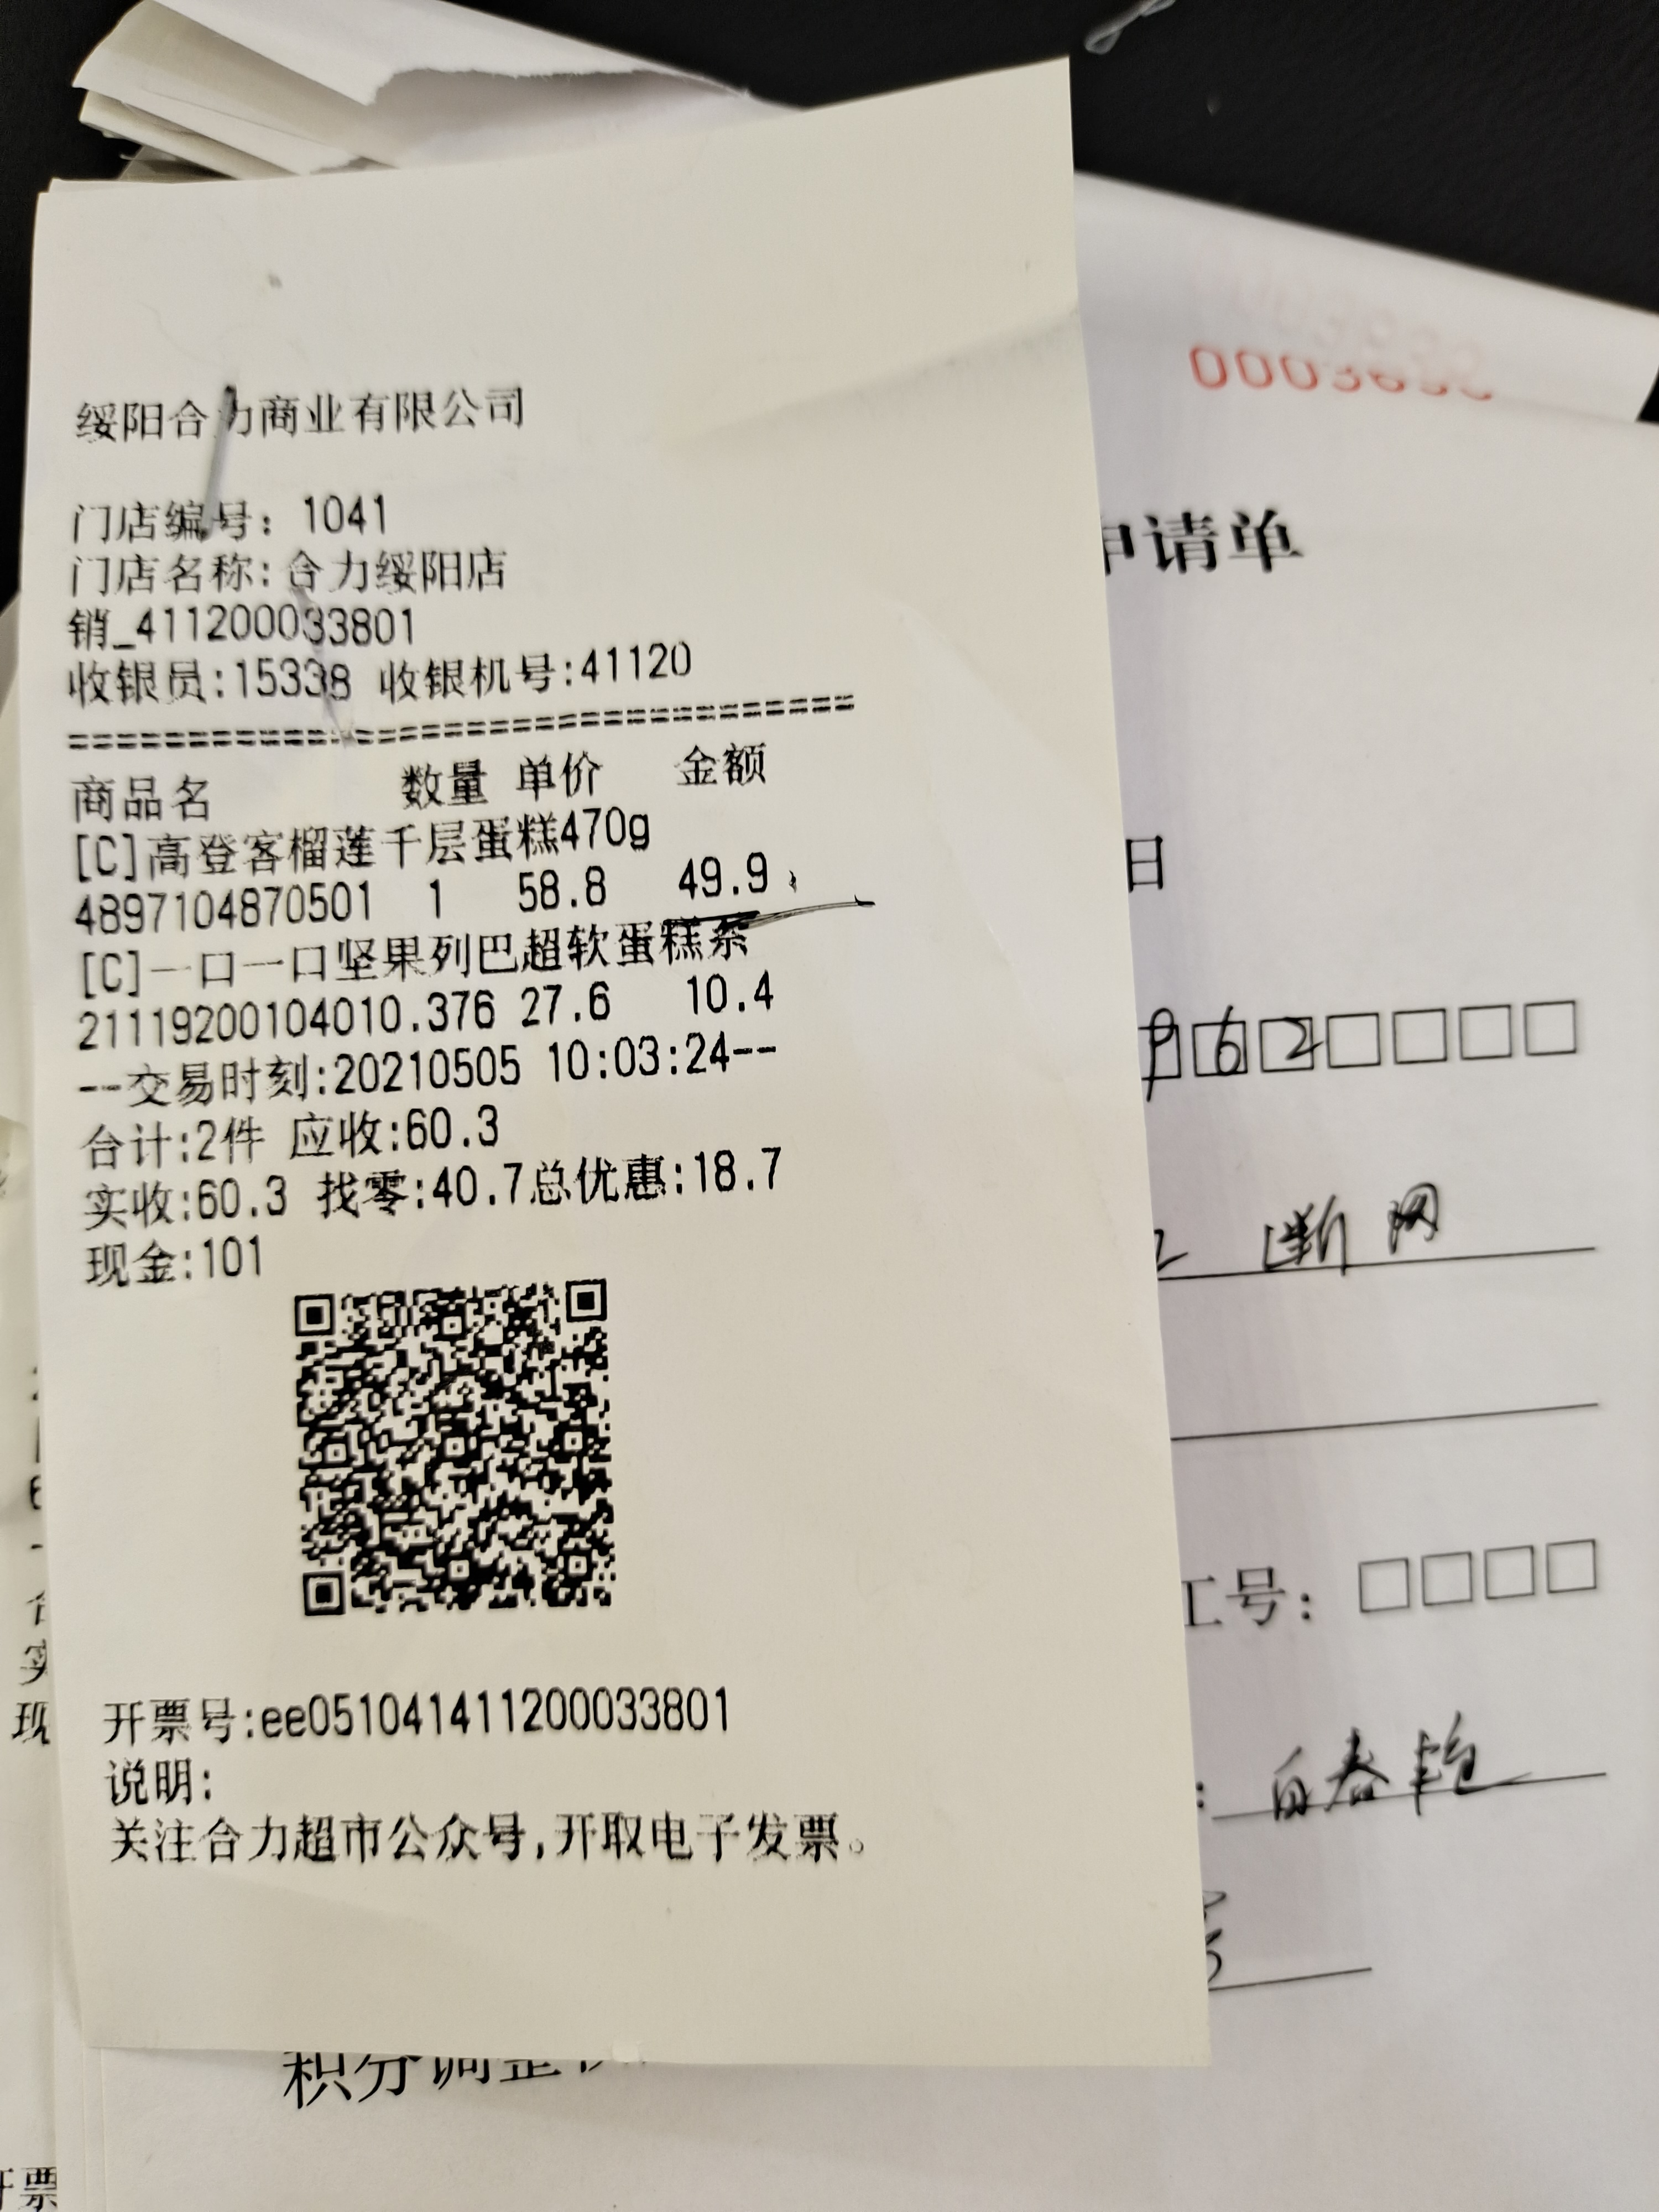 绥阳合力商业有限公司
门店编号：1041
门店名称:合力绥阳店
销_411200033801
收银员:15338 收银机号:41120
====================================
商品名 数量 单价 金额
[C]高登客榴莲千层蛋糕470g
4897104870501 1 58.8 49.9
[C]一口一口坚果列巴超软蛋糕系
21119200104010.376 27.6 10.4
--交易时刻:20210505 10:03:24--
合计:2件 应收:60.3
实收:60.3 找零:40.7总优惠:18.7
现金:101
开票号:ee051041411200033801
说明:
关注合力超市公众号,开取电子发票。
申请单
日
962
断网
工号:
白春艳
积分调整
开票